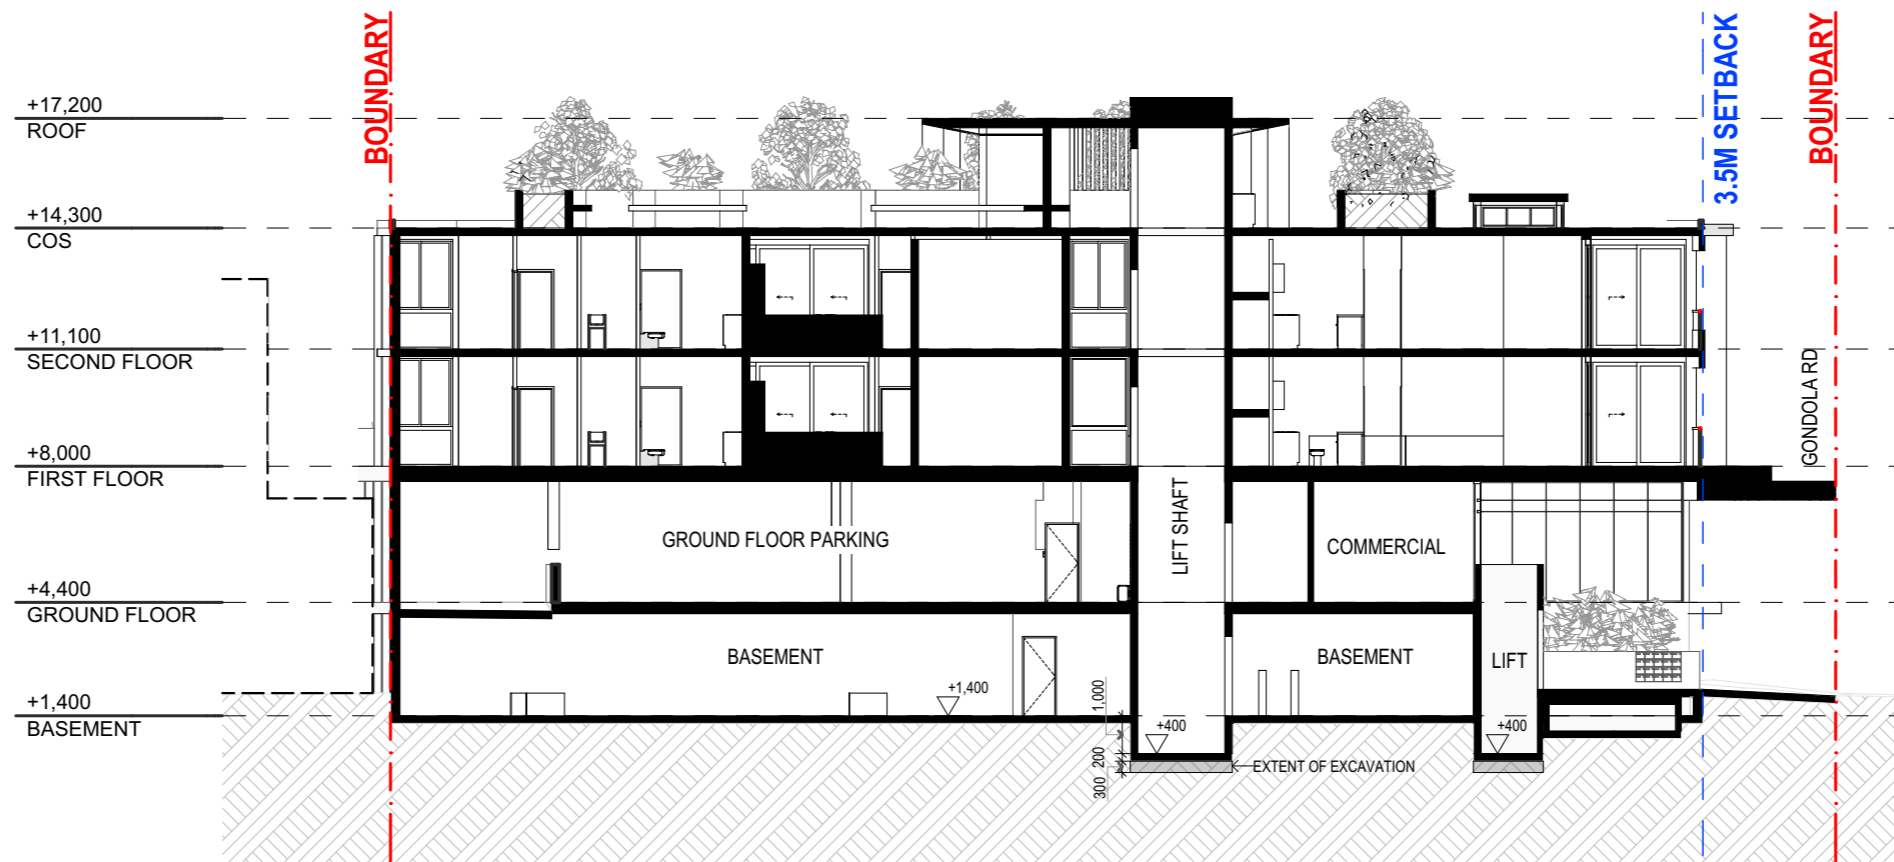 BOUNDARY
3.5M SETBACK
BOUNDARY
+17,200
ROOF
+14,300
COS
+11,100
SECOND FLOOR
GONDOLA RD
+8,000
FIRST FLOOR
LIFT SHAFT
GROUND FLOOR PARKING
COMMERCIAL
+4,400
GROUND FLOOR
BASEMENT
BASEMENT
LIFT
+1,400
1,000
+1,400
BASEMENT
+400
+400
200
300
EXTENT OF EXCAVATION